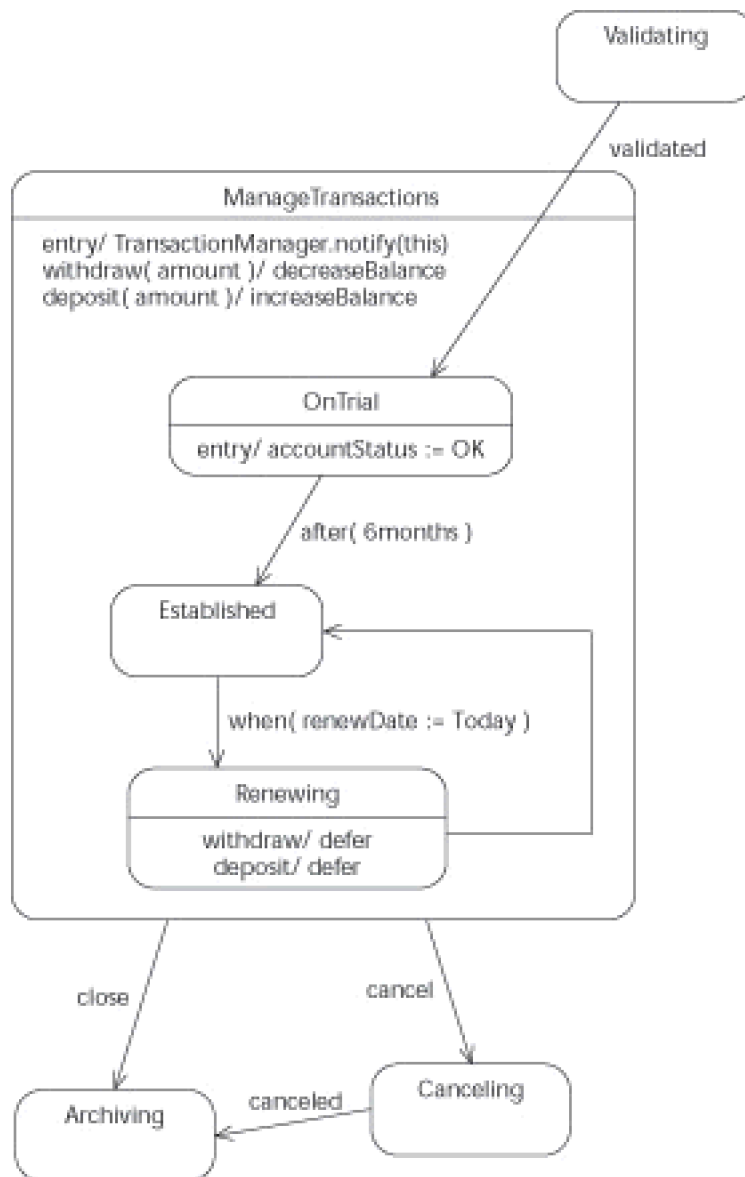 Validating
validated
ManageTransactions
entry/ TransactionManager.notify(this)
withdraw( amount )/ decreaseBalance
deposit( amount )/ increaseBalance
OnTrial
entry/ accountStatus := OK
after( 6months )
Established
when( renewDate := Today )
Renewing
withdraw/ defer
deposit/ defer
close
cancel
Archiving
canceled
Canceling